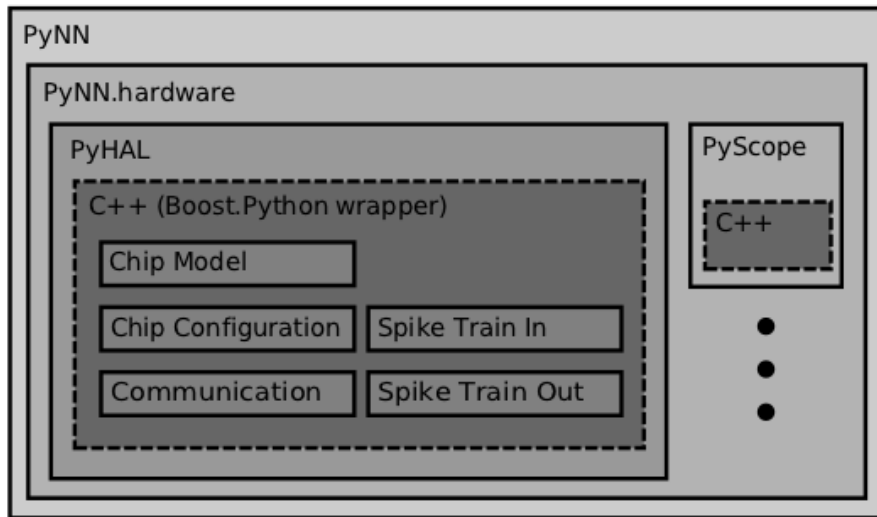 PyNN
PyNN.hardware
PyHAL
PyScope
C++ (Boost.Python wrapper)
C++
Chip Model
Chip Configuration
Spike Train In
Communication
Spike Train Out